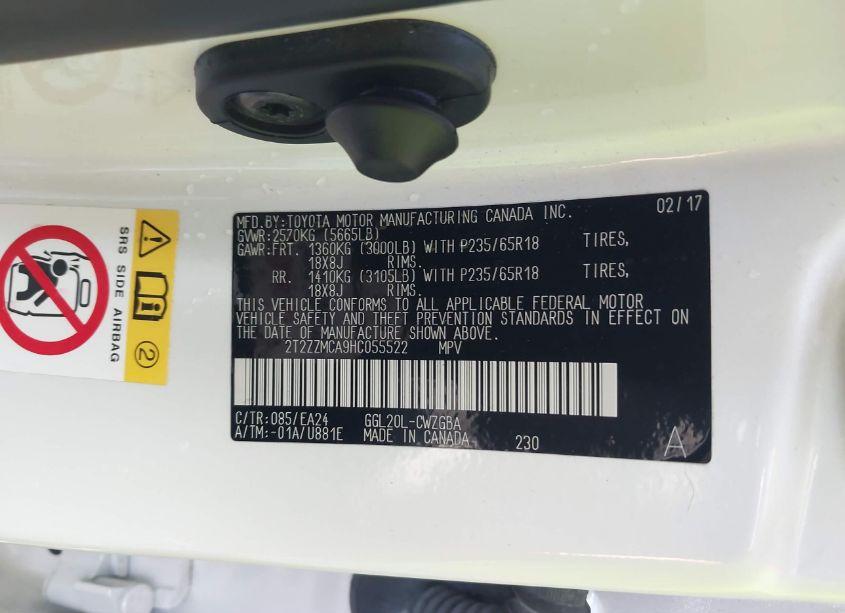 MFD.BY:TOYOTA MOTOR MANUFACTURING CANADA INC. 02/17
GVWR:2570KG (5665LB)
GAWR:FRT. 1360KG (3000LB) WITH P235/65R18 TIRES,
18X8J RIMS.
RR. 1410KG (3105LB) WITH P235/65R18 TIRES,
18X8J RIMS.
THIS VEHICLE CONFORMS TO ALL APPLICABLE FEDERAL MOTOR
VEHICLE SAFETY AND THEFT PREVENTION STANDARDS IN EFFECT ON
THE DATE OF MANUFACTURE SHOWN ABOVE.
2T2ZZMCA9HC055522 MPV
C/TR:085/EA24 GGL20L-CWZGBA
A/TM:-01A/U881E MADE IN CANADA 230 A
SRS SIDE AIRBAG
2